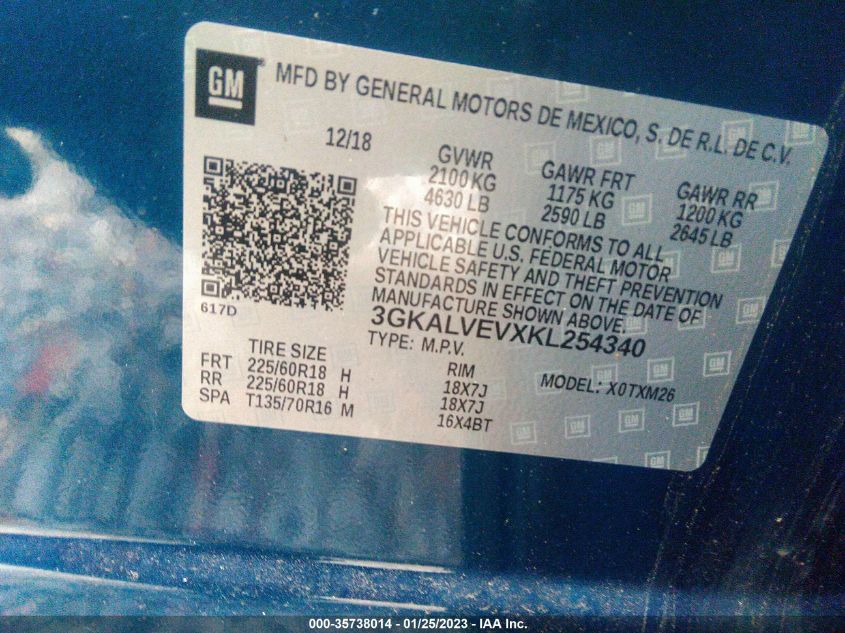 GM
MFD BY GENERAL MOTORS DE MEXICO, S. DE R.L. DE C.V.
12/18
GVWR
2100 KG
4630 LB
GAWR FRT
1175 KG
2590 LB
GAWR RR
1200 KG
2645 LB
THIS VEHICLE CONFORMS TO ALL
APPLICABLE U.S. FEDERAL MOTOR
VEHICLE SAFETY AND THEFT PREVENTION
STANDARDS IN EFFECT ON THE DATE OF
MANUFACTURE SHOWN ABOVE.
617D
3GKALVEVXKL254340
TYPE: M.P.V.
MODEL: X0TXM26
TIRE SIZE
RIM
FRT 225/60R18 H 18X7J
RR 225/60R18 H 18X7J
SPA T135/70R16 M 16X4BT
000-35738014 - 01/25/2023 - IAA Inc.